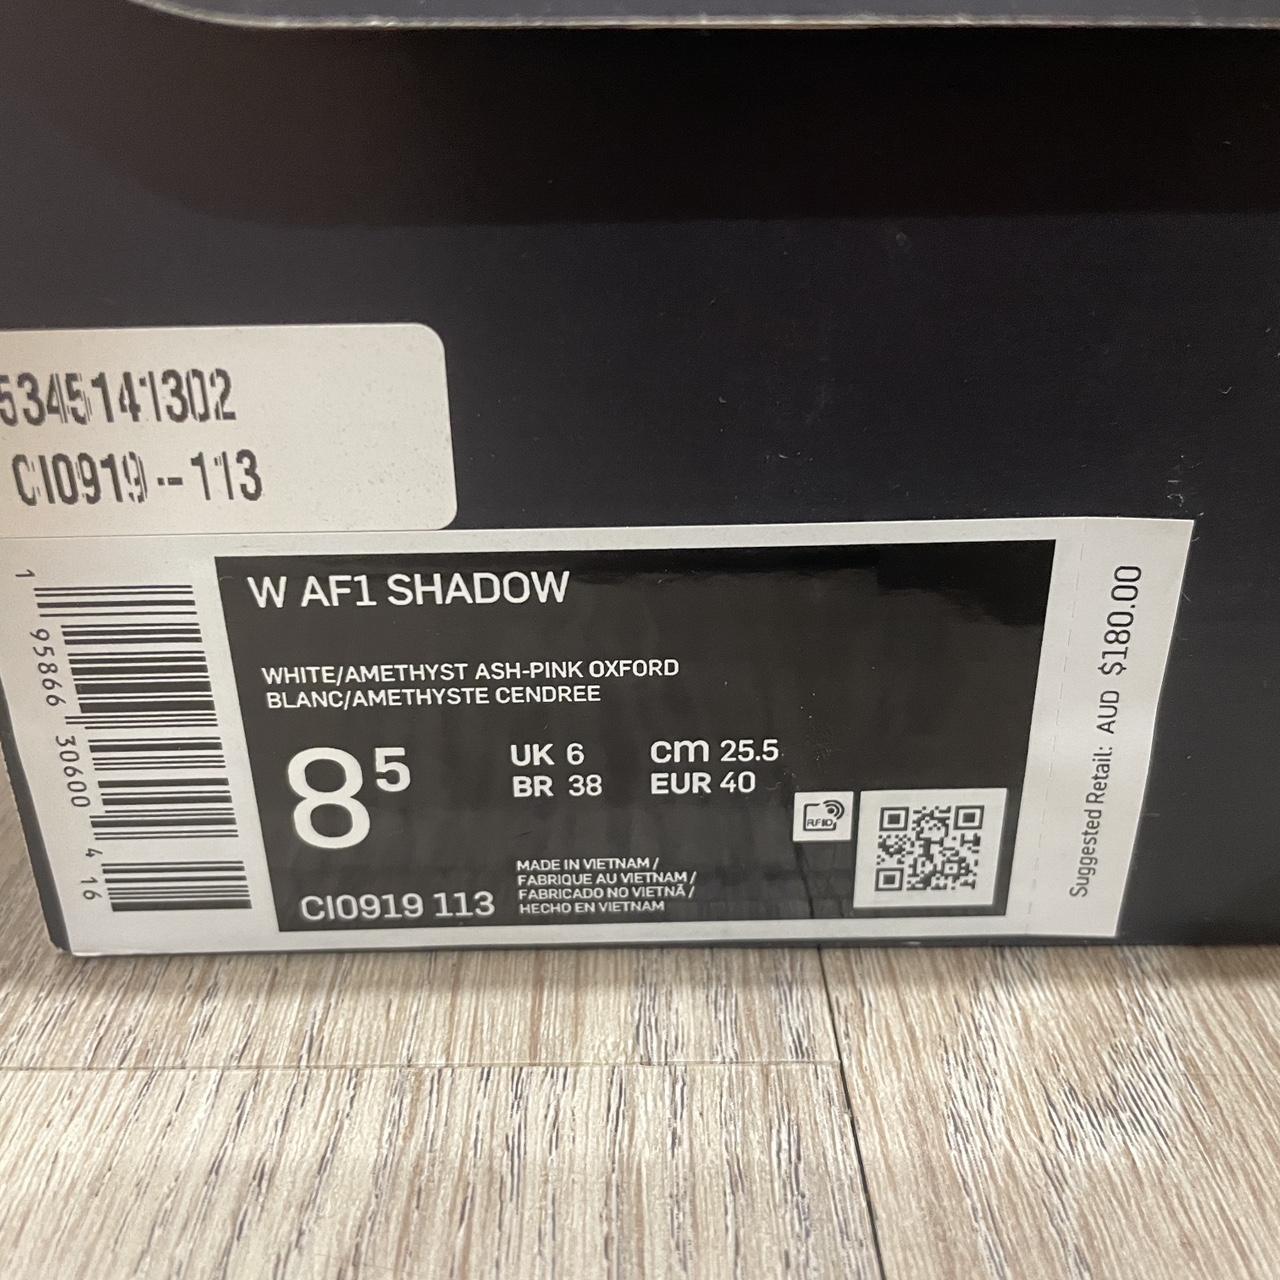 5345141302
CI0919--113
W AF1 SHADOW
WHITE/AMETHYST ASH-PINK OXFORD
BLANC/AMETHYSTE CENDREE
8 5
UK 6 cm 25.5
BR 38 EUR 40
RFID
MADE IN VIETNAM /
FABRIQUE AU VIETNAM /
FABRICADO NO VIETNÃ /
HECHO EN VIETNAM
CI0919 113
1 95866 30600 4 16
Suggested Retail: AUD $180.00